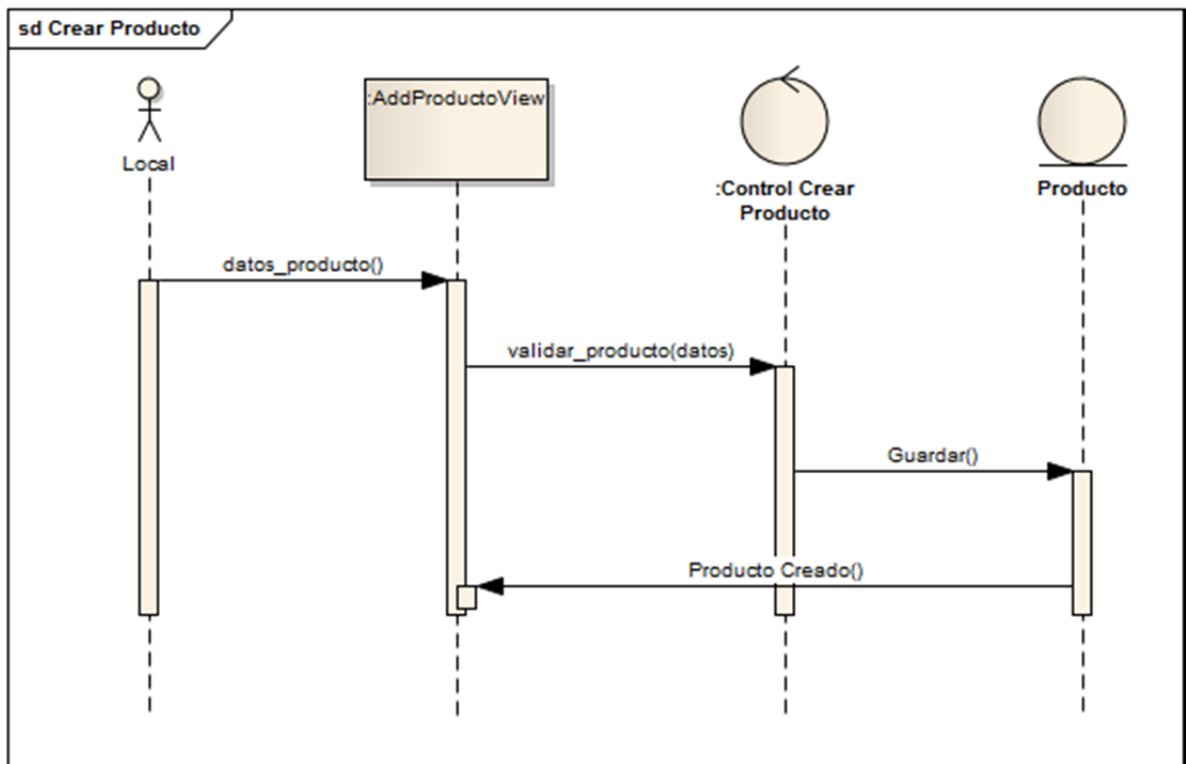 sd Crear Producto
Local
:AddProductoView
:Control Crear
Producto
Producto
datos_producto()
validar_producto(datos)
Guardar()
Producto Creado()